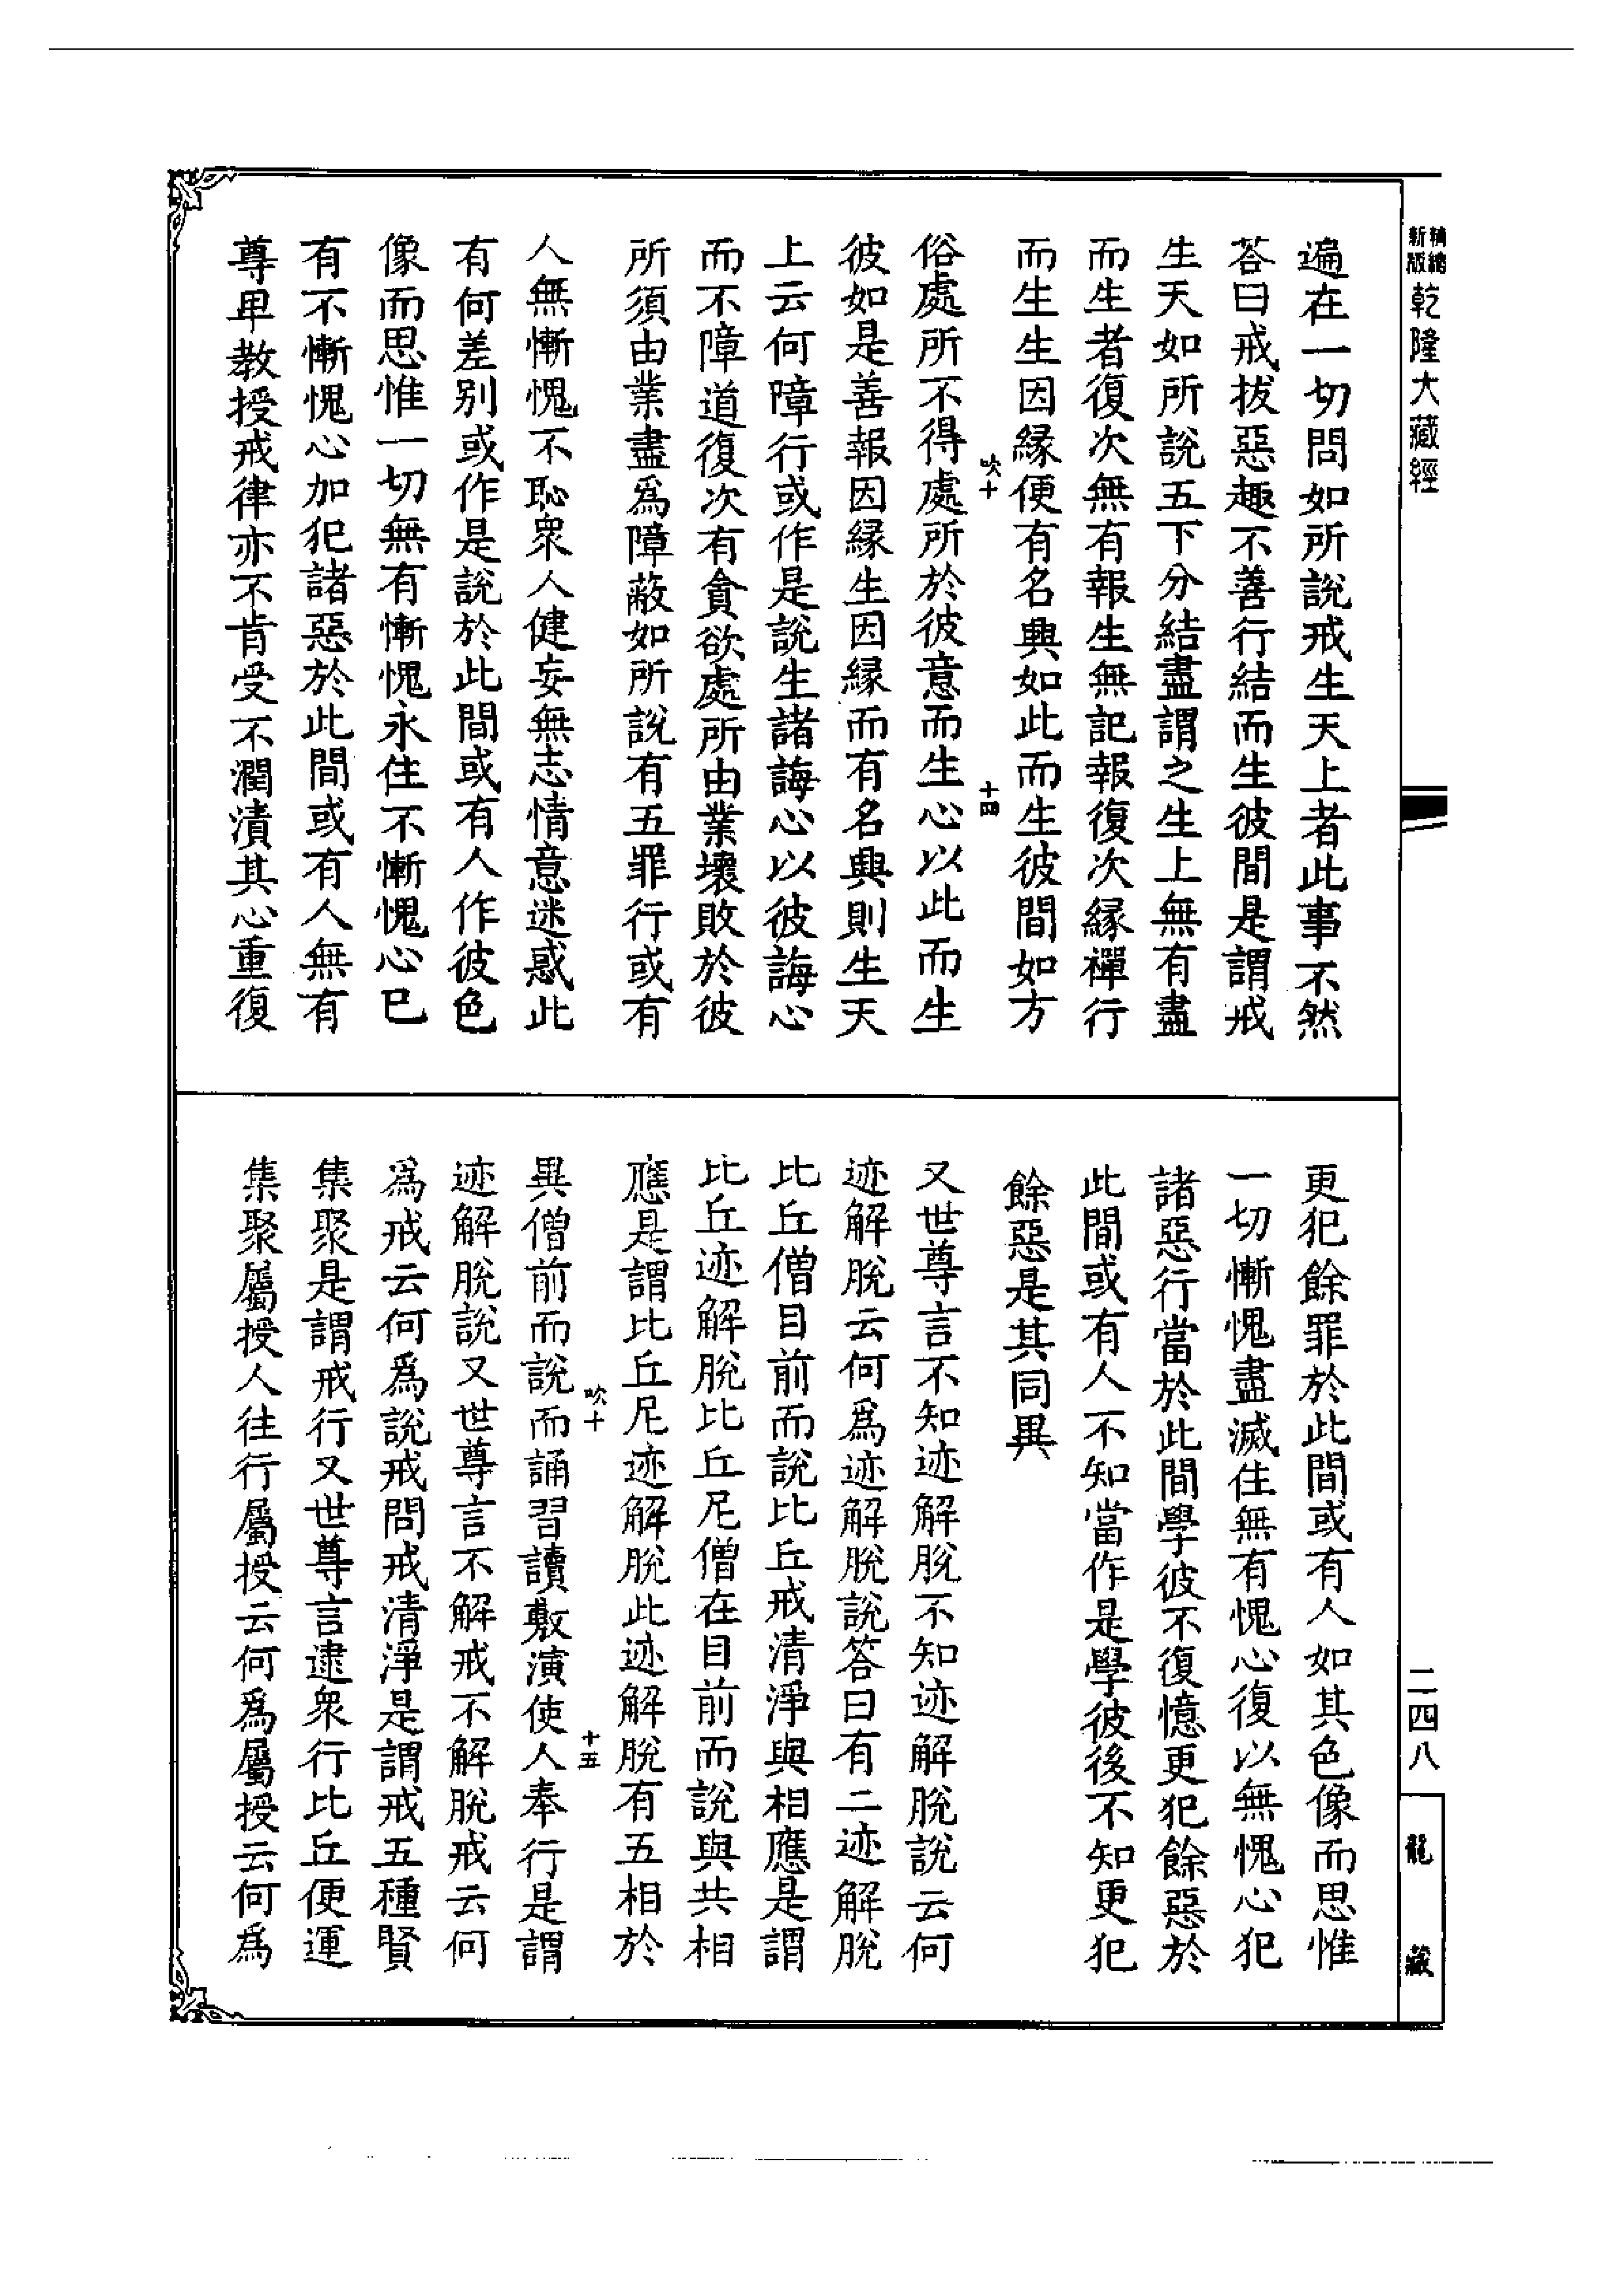 精縮新版乾隆大藏經
遍在一切問如所說戒生天上者此事不然
荅曰戒拔惡趣不善行結而生彼間是謂戒
生天如所說五下分結盡謂之生上無有盡
而生者復次無有報生無記報復次緣禪行
而生生因緣便有名興如此而生彼間如方
吹十
十四
俗處所不得處所於彼意而生心以此而生
彼如是善報因緣生因緣而有名興則生天
上云何障行或作是說生諸誨心以彼誨心
而不障道復次有貪欲處所由業壞敗於彼
所須由業盡爲障蔽如所說有五罪行或有
人無慚愧不恥衆人健妄無志情意迷惑此
有何差別或作是說於此間或有人作彼色
像而思惟一切無有慚愧永住不慚愧心已
有不慚愧心加犯諸惡於此間或有人無有
尊卑教授戒律亦不肯受不潤漬其心重復
更犯餘罪於此間或有人如其色像而思惟
一切慚愧盡滅住無有愧心復以無愧心犯
諸惡行當於此間學彼不復憶更犯餘惡於
此間或有人不知當作是學彼後不知更犯
餘惡是其同異
又世尊言不知迹解脫不知迹解脫說云何
迹解脫云何爲迹解脫說答曰有二迹解脫
比丘僧目前而說比丘戒清淨與相應是謂
比丘迹解脫比丘尼僧在目前而說與共相
應是謂比丘尼迹解脫此迹解脫有五相於
吹十
十五
異僧前而說而誦習讀敷演使人奉行是謂
迹解脫說又世尊言不解戒不解脫戒云何
爲戒云何爲說戒問戒清淨是謂戒五種賢
集聚是謂戒行又世尊言逮衆行比丘便運
集聚屬授人往行屬授云何爲屬授云何爲
二四八
龍藏